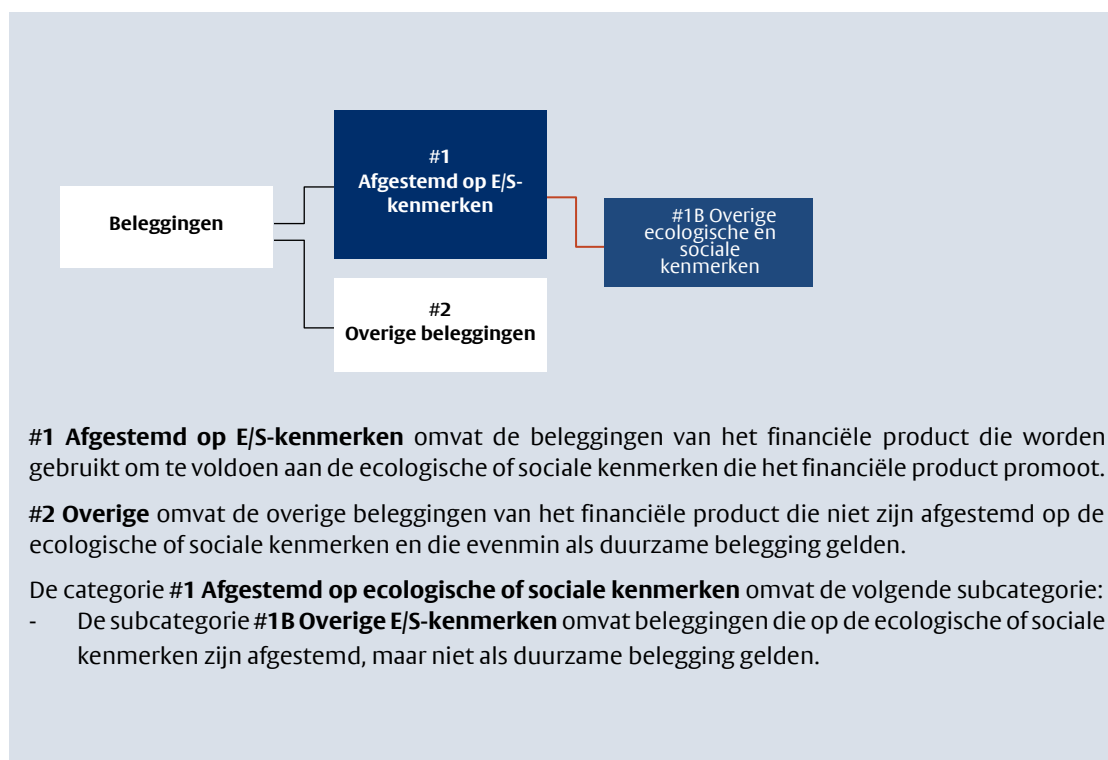 #1
Afgestemd op E/S-
kenmerken
Beleggingen
#1B Overige
ecologische en
sociale
kenmerken
#2
Overige beleggingen
#1 Afgestemd op E/S-kenmerken omvat de beleggingen van het financiële product die worden
gebruikt om te voldoen aan de ecologische of sociale kenmerken die het financiële product promoot.
#2 Overige omvat de overige beleggingen van het financiële product die niet zijn afgestemd op de
ecologische of sociale kenmerken en die evenmin als duurzame belegging gelden.
De categorie #1 Afgestemd op ecologische of sociale kenmerken omvat de volgende subcategorie:
- De subcategorie #1B Overige E/S-kenmerken omvat beleggingen die op de ecologische of sociale
kenmerken zijn afgestemd, maar niet als duurzame belegging gelden.